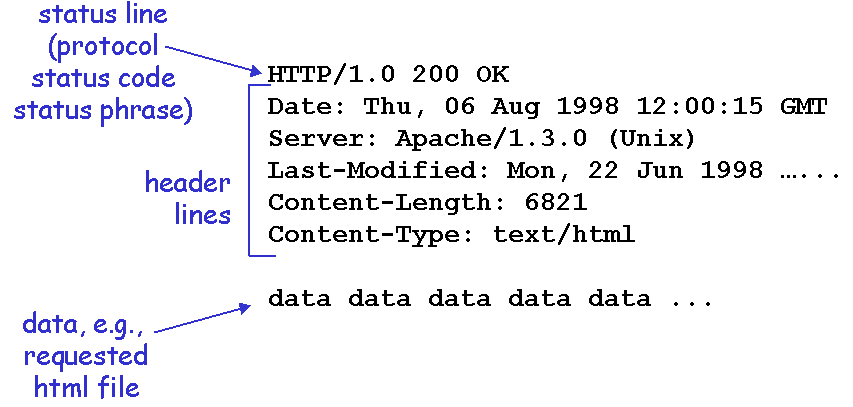 status line
(protocol
status code
status phrase)
HTTP/1.0 200 OK
Date: Thu, 06 Aug 1998 12:00:15 GMT
Server: Apache/1.3.0 (Unix)
Last-Modified: Mon, 22 Jun 1998 …...
Content-Length: 6821
Content-Type: text/html
header
lines
data data data data data ...
data, e.g.,
requested
html file